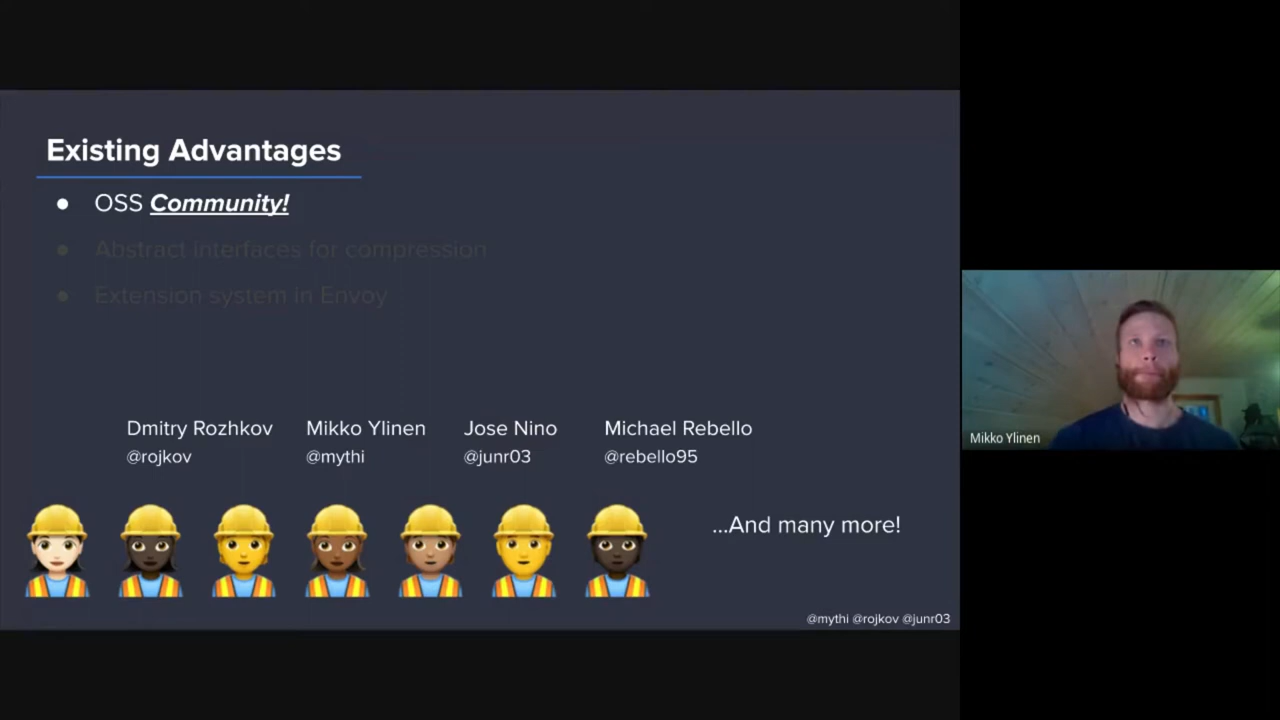 Existing Advantages
● OSS Community!
● Abstract Interfaces for compression
● Extension system in Envoy
Dmitry Rozhkov Mikko Ylinen Jose Nino Michael Rebello
@rojkov @mythi @junr03 @rebello95
...And many more!
@mythi @rojkov @junr03
Mikko Ylinen